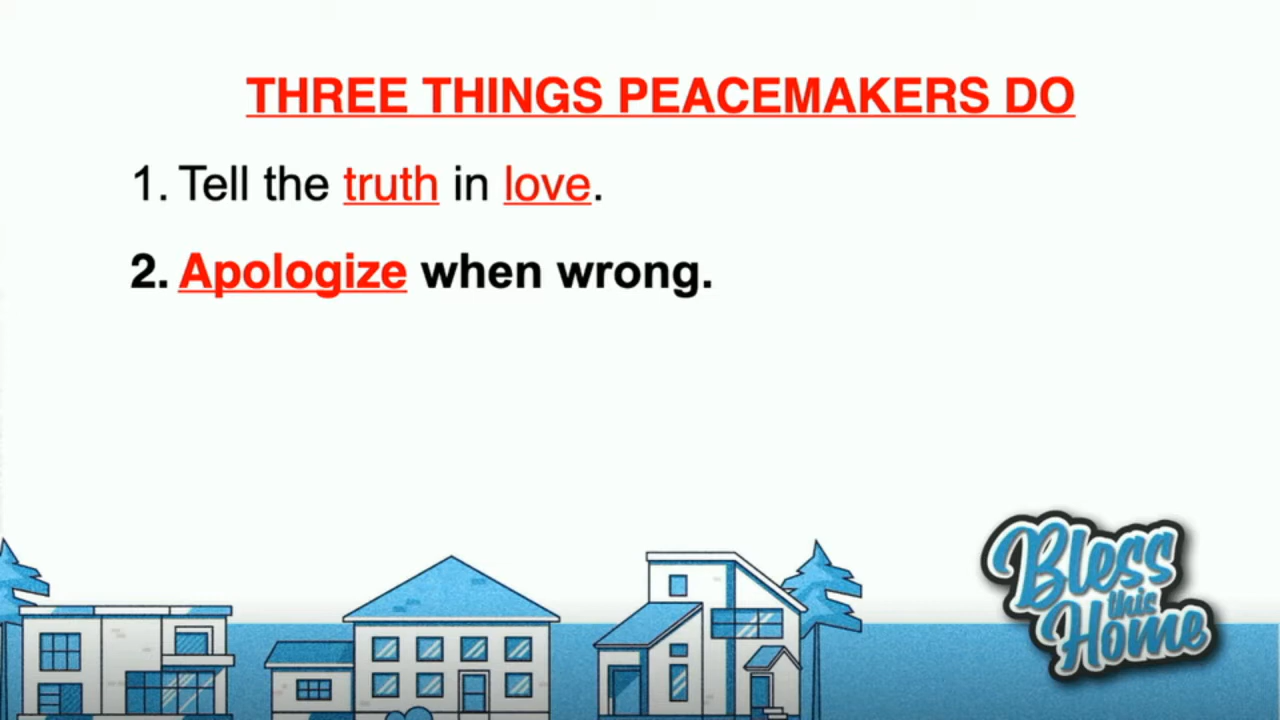 THREE THINGS PEACEMAKERS DO
1. Tell the truth in love.
2. Apologize when wrong.
Bless
this
Home